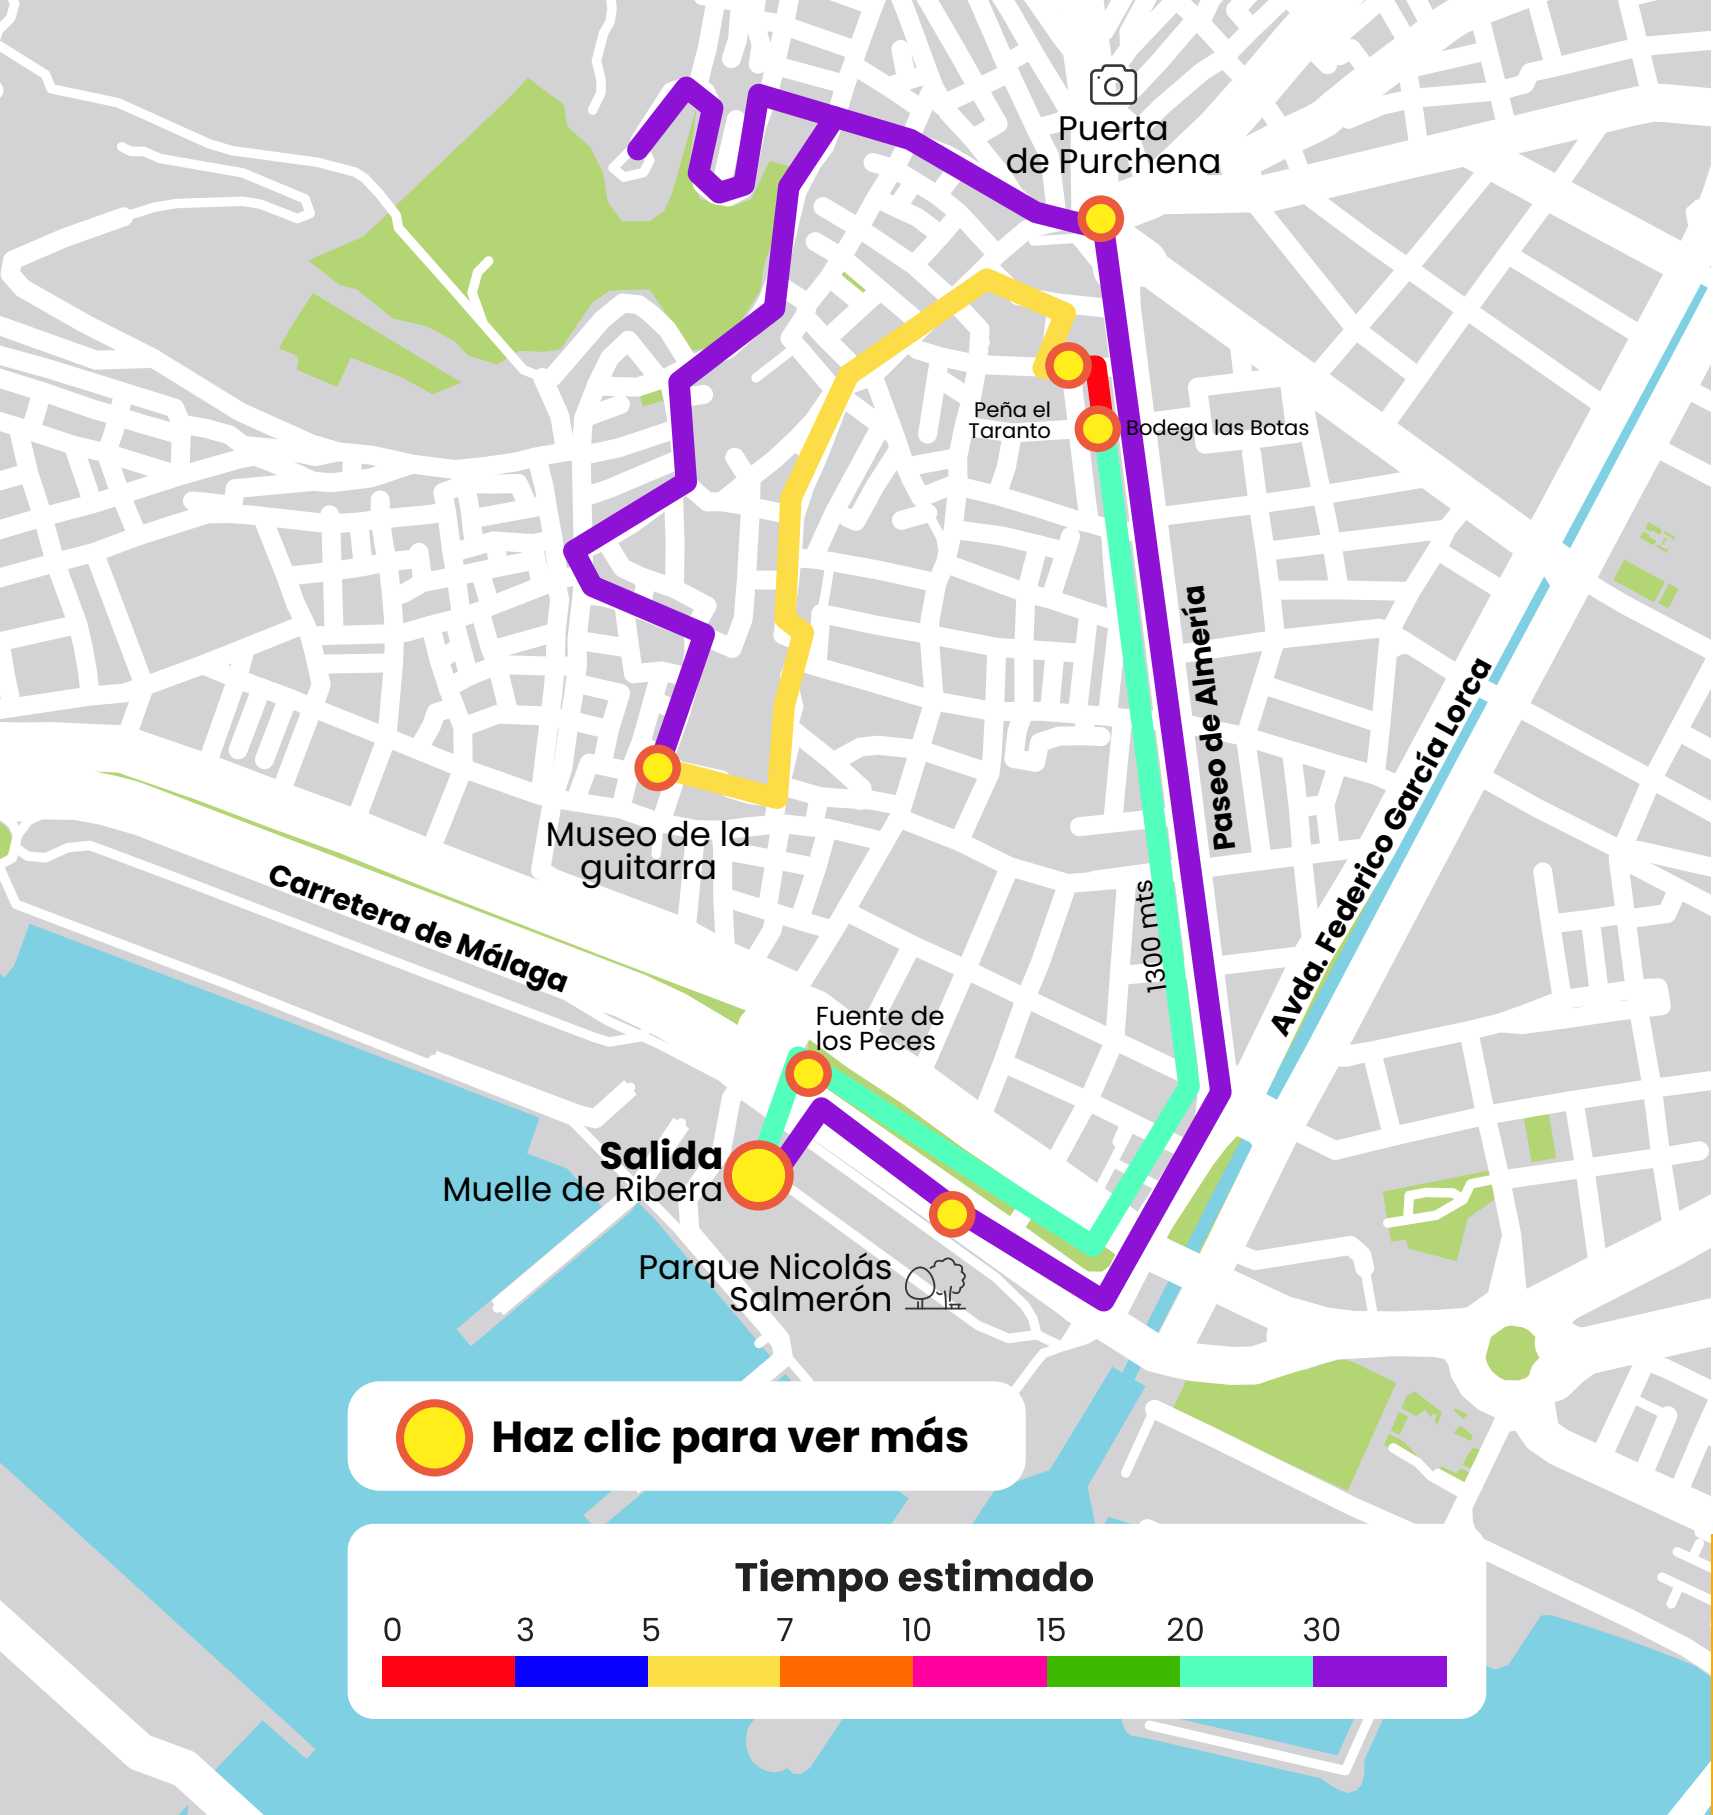 Puerta
de Purchena
Peña el
Taranto
Bodega las Botas
Paseo de Almería
Avda. Federico García Lorca
Museo de la
guitarra
Carretera de Málaga
1300 mts
Fuente de
los Peces
Salida
Muelle de Ribera
Parque Nicolás
Salmerón
Haz clic para ver más
Tiempo estimado
0 3 5 7 10 15 20 30